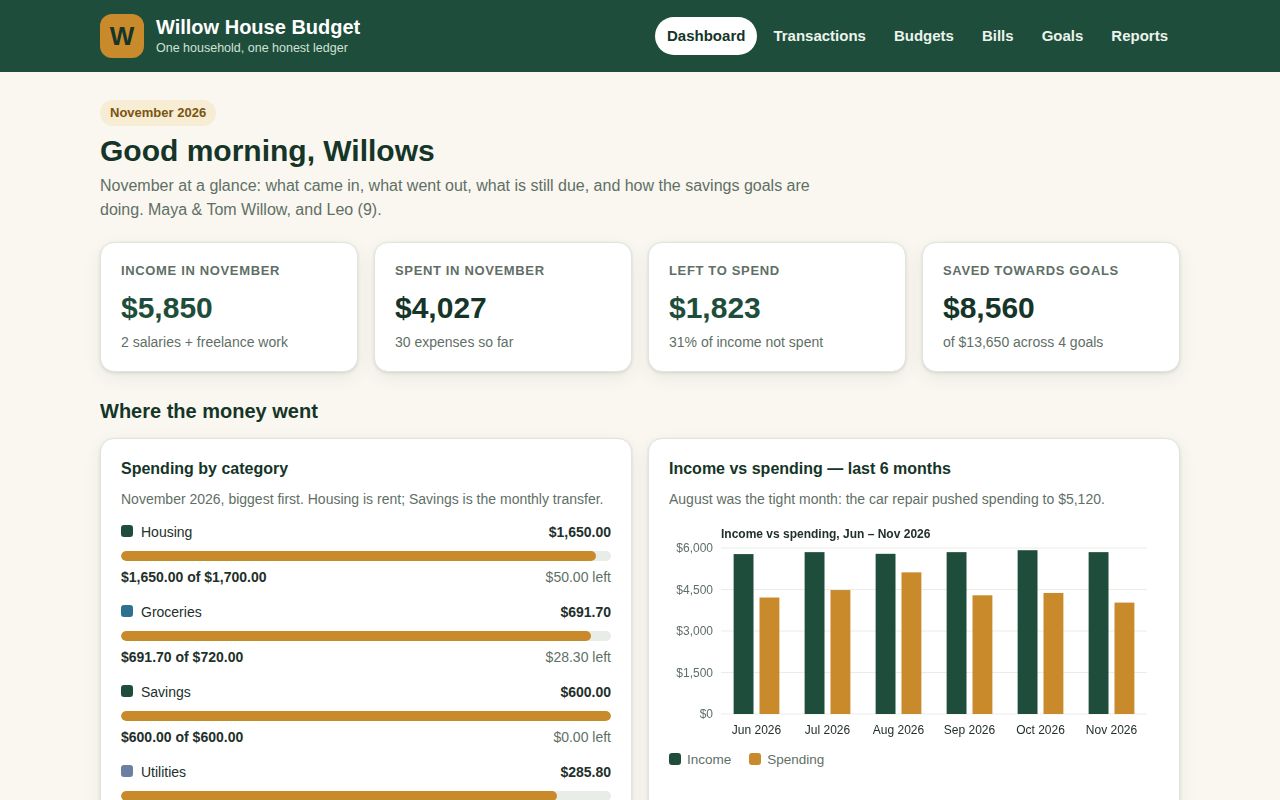 W
Willow House Budget
One household, one honest ledger
Dashboard
Transactions
Budgets
Bills
Goals
Reports
November 2026
Good morning, Willows
November at a glance: what came in, what went out, what is still due, and how the savings goals are
doing. Maya & Tom Willow, and Leo (9).
INCOME IN NOVEMBER
$5,850
2 salaries + freelance work
SPENT IN NOVEMBER
$4,027
30 expenses so far
LEFT TO SPEND
$1,823
31% of income not spent
SAVED TOWARDS GOALS
$8,560
of $13,650 across 4 goals
Where the money went
Spending by category
November 2026, biggest first. Housing is rent; Savings is the monthly transfer.
Housing $1,650.00
$1,650.00 of $1,700.00 $50.00 left
Groceries $691.70
$691.70 of $720.00 $28.30 left
Savings $600.00
$600.00 of $600.00 $0.00 left
Utilities $285.80
Income vs spending — last 6 months
August was the tight month: the car repair pushed spending to $5,120.
Income vs spending, Jun – Nov 2026
$6,000
$4,500
$3,000
$1,500
$0
Jun 2026 Jul 2026 Aug 2026 Sep 2026 Oct 2026 Nov 2026
Income Spending